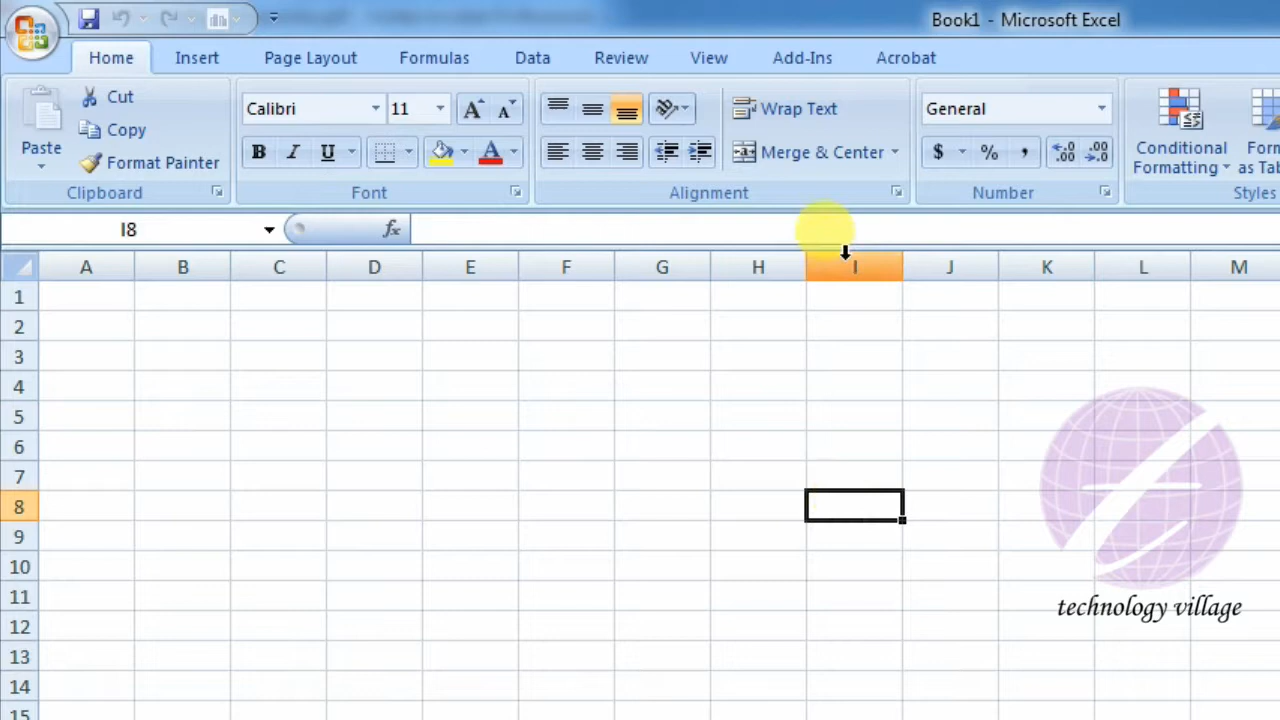 Book1 - Microsoft Excel
Home Insert Page Layout Formulas Data Review View Add-Ins Acrobat
Paste
Cut
Copy
Format Painter
Clipboard
Calibri 11
B I U A
Font
Wrap Text
Merge & Center
Alignment
General
$ % , .00 .0
Number
Conditional
Formatting
Styles
I8 fx
A B C D E F G H I J K L M
1
2
3
4
5
6
7
8
9
10
11
12
13
14
15
technology village